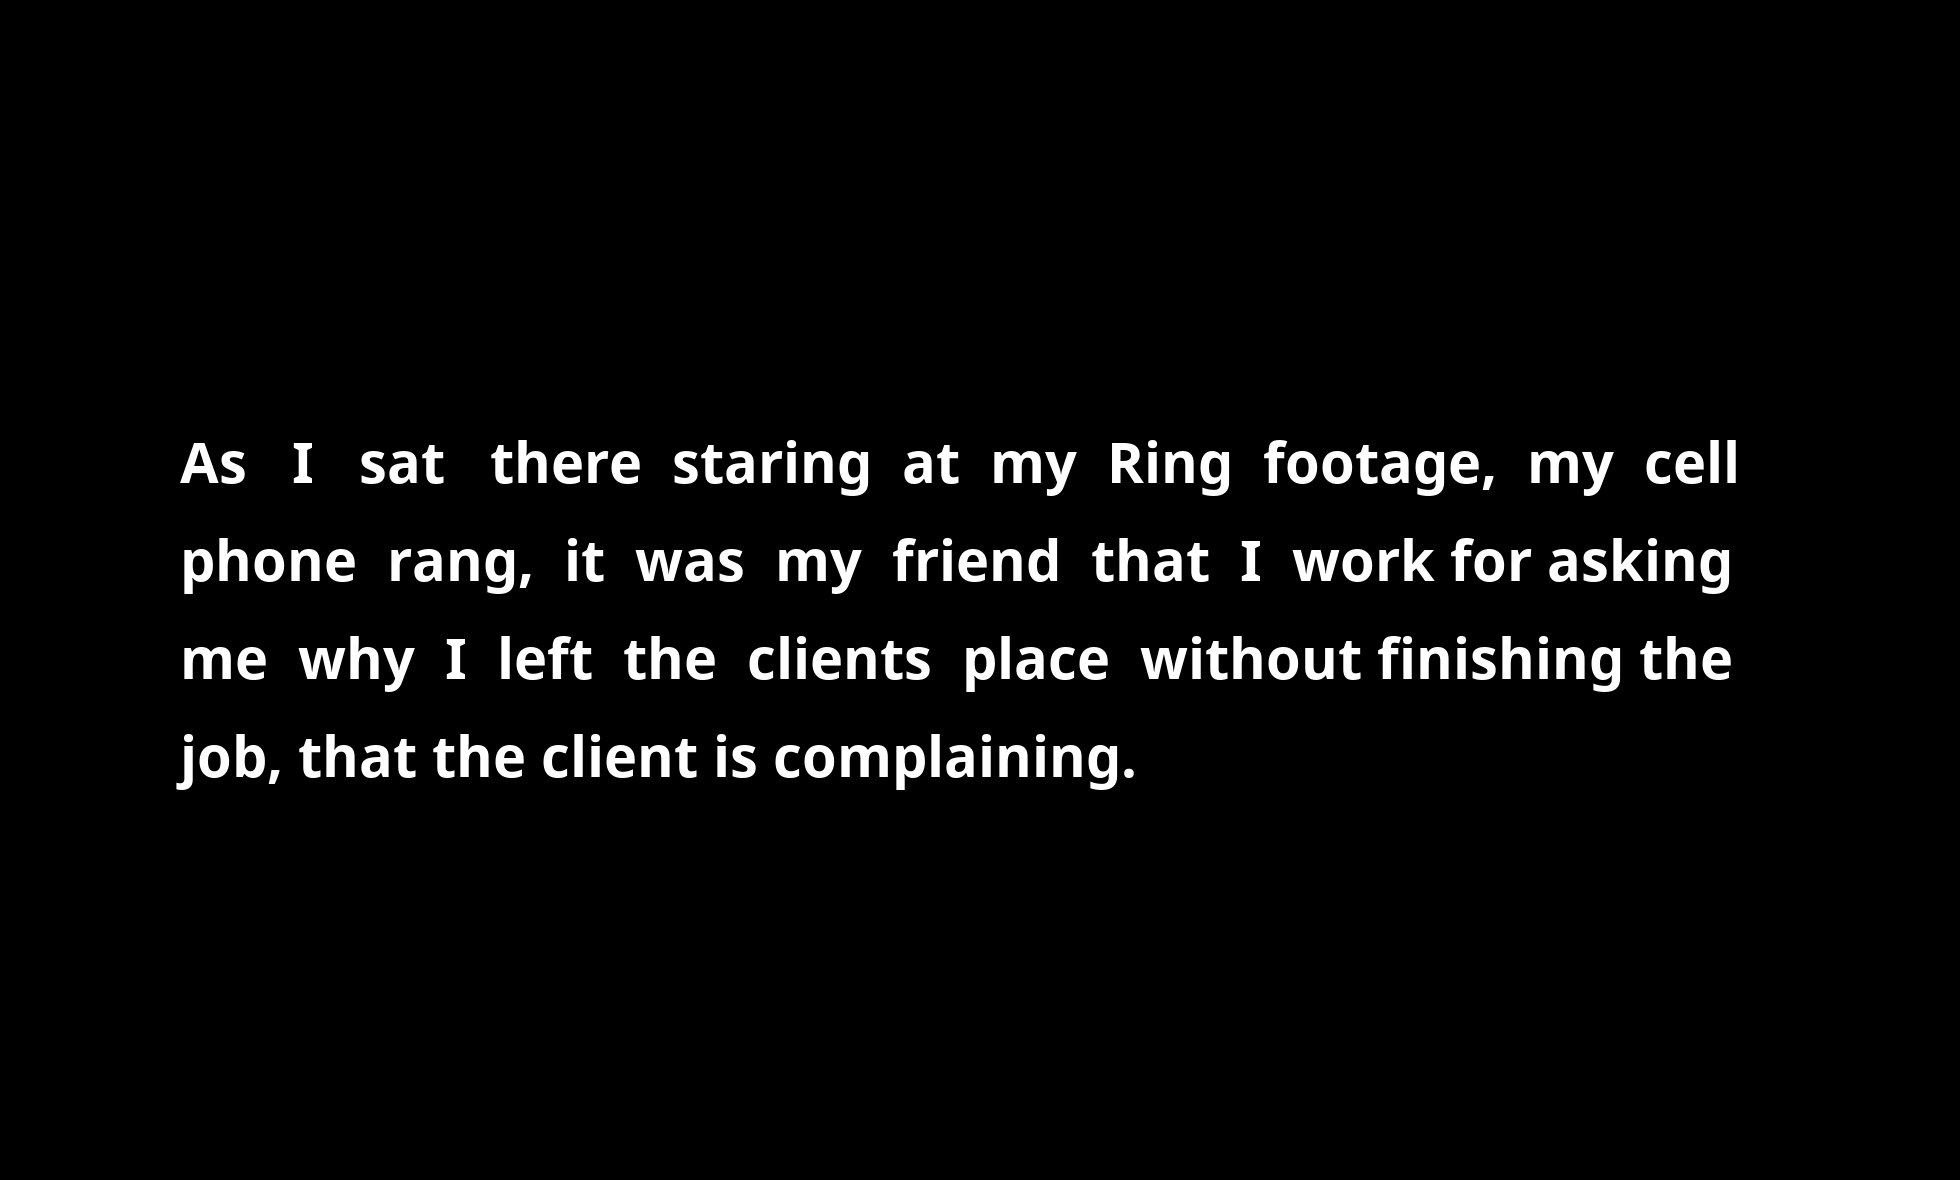 As I sat there staring at my Ring footage, my cell
phone rang, it was my friend that I work for asking
me why I left the clients place without finishing the
job, that the client is complaining.